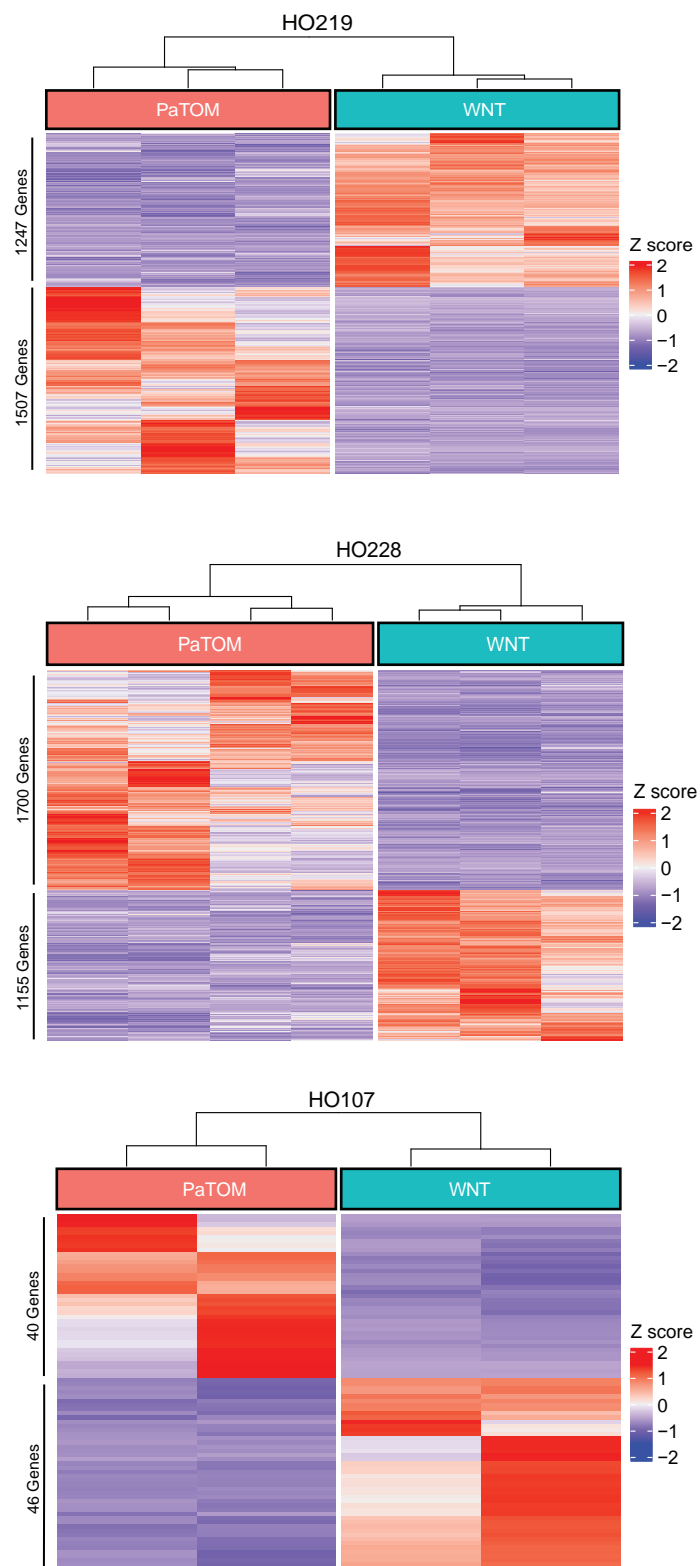 HO219
PaTOM WNT
1247 Genes
1507 Genes
Z score
2
1
0
−1
−2
HO228
PaTOM WNT
1700 Genes
1155 Genes
Z score
2
1
0
−1
−2
HO107
PaTOM WNT
40 Genes
46 Genes
Z score
2
1
0
−1
−2